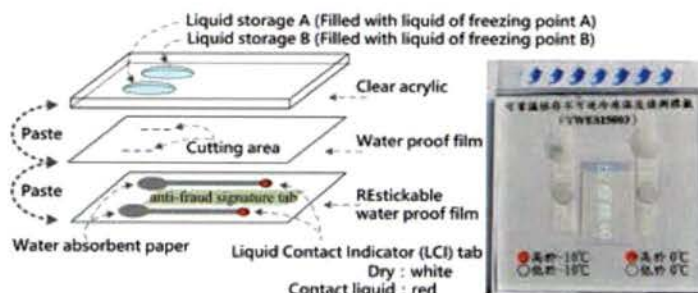 Liquid storage A (Filled with liquid of freezing point A)
Liquid storage B (Filled with liquid of freezing point B)
Clear acrylic
Paste
Cutting area
Water proof film
Paste
anti-fraud signature tab
REstickable
water proof film
Water absorbent paper
Liquid Contact Indicator (LCI) tab
Dry : white
Contact liquid : red
高於-10℃
低於-10℃
高於 0℃
低於 0℃